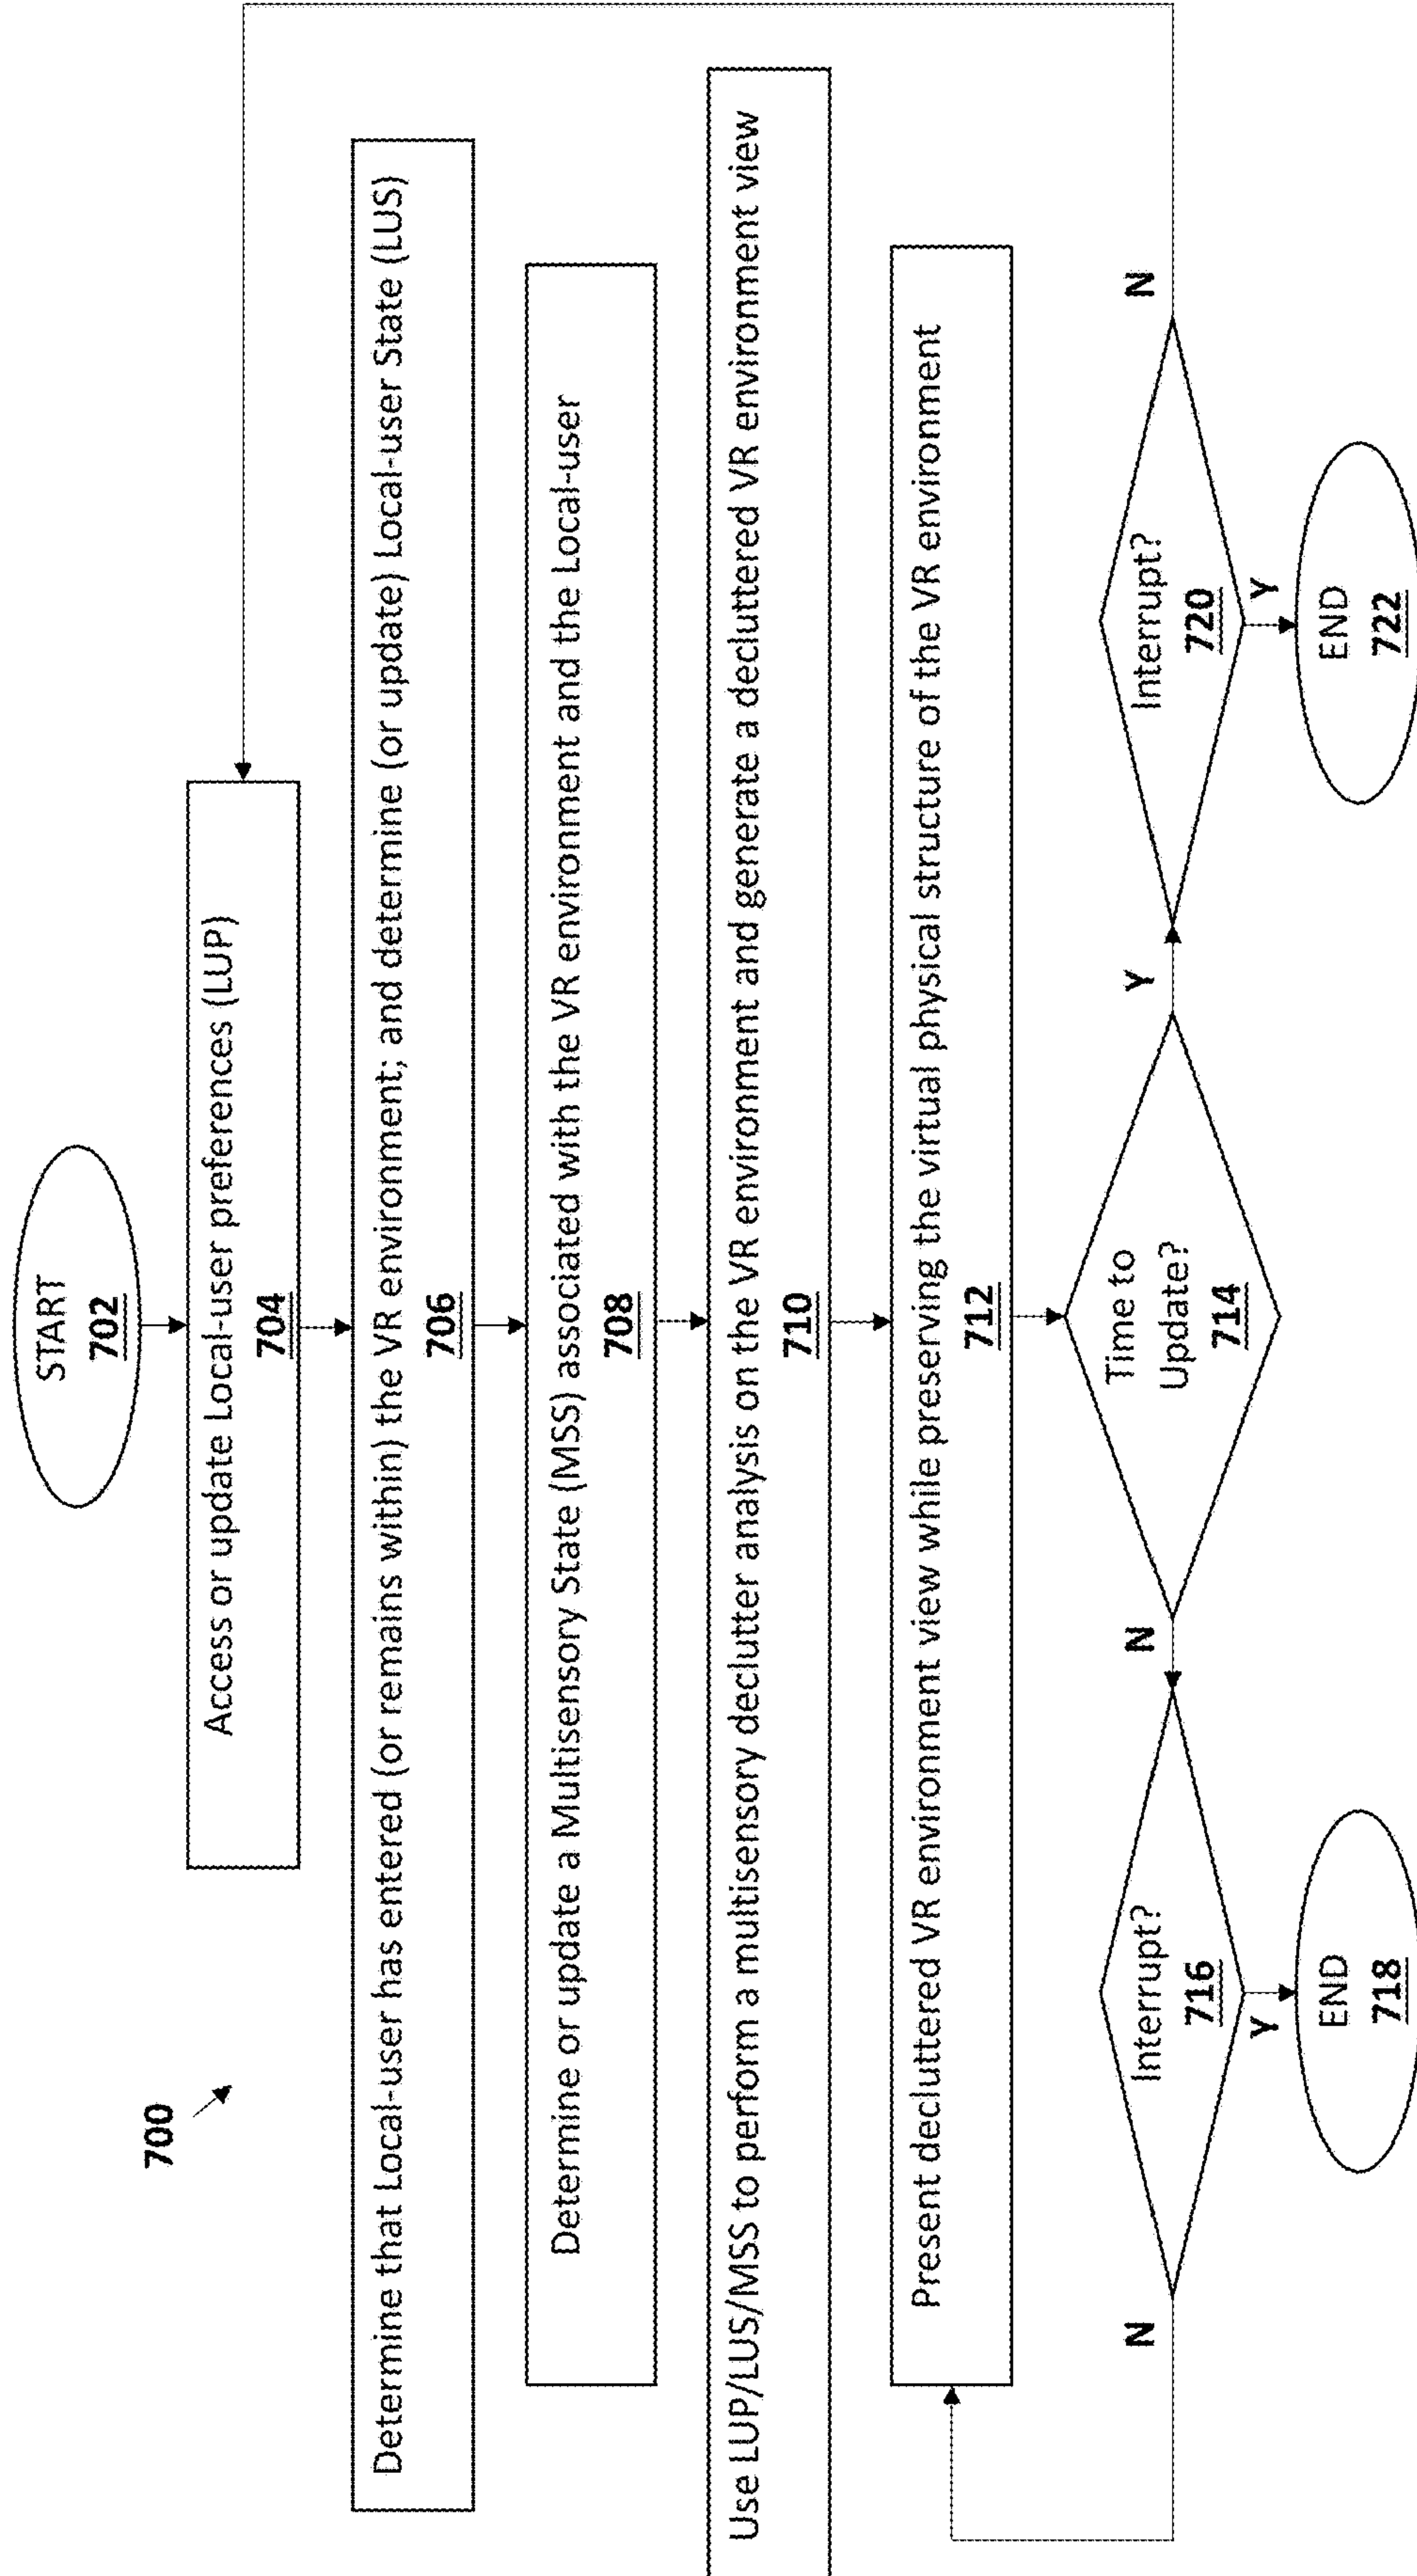 700
START
702
Access or update Local-user preferences (LUP)
704
Determine that Local-user has entered (or remains within) the VR environment; and determine (or update) Local-user State (LUS)
706
Determine or update a Multisensory State (MSS) associated with the VR environment and the Local-user
708
Use LUP/LUS/MSS to perform a multisensory declutter analysis on the VR environment and generate a decluttered VR environment view
710
Present decluttered VR environment view while preserving the virtual physical structure of the VR environment
712
Time to
Update?
714
N
Y
Interrupt?
716
N
Y
END
718
Interrupt?
720
N
Y
END
722